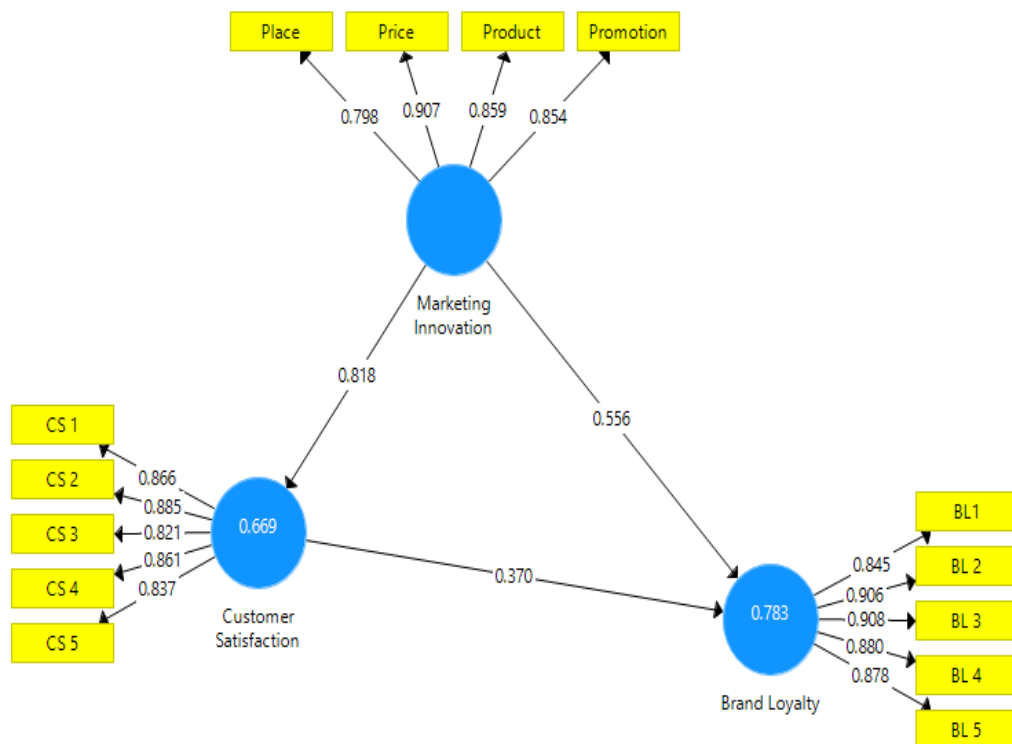 Place
Price
Product
Promotion
0.798
0.907
0.859
0.854
Marketing
Innovation
0.818
0.556
CS 1
CS 2
CS 3
CS 4
CS 5
0.866
0.885
0.821
0.861
0.837
0.669
Customer
Satisfaction
0.370
0.783
Brand Loyalty
0.845
0.906
0.908
0.880
0.878
BL1
BL 2
BL 3
BL 4
BL 5